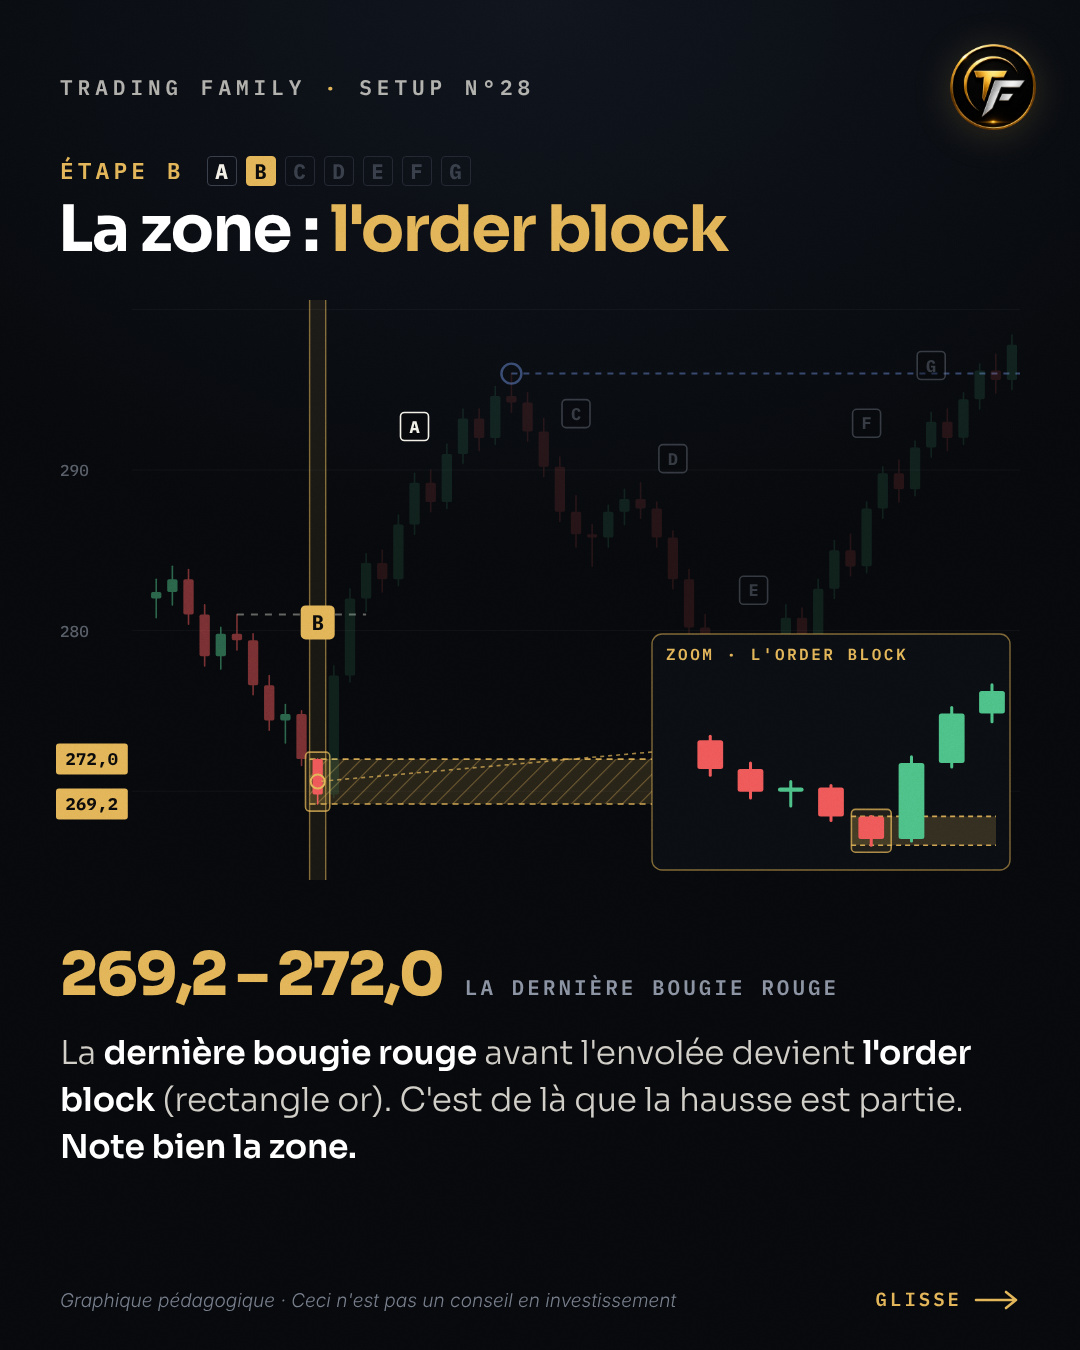 TRADING FAMILY · SETUP N°28
TF
ÉTAPE B A B C D E F G
La zone : l'order block
G
A
C
F
D
290
E
280
B
ZOOM · L'ORDER BLOCK
272,0
269,2
269,2 – 272,0 LA DERNIÈRE BOUGIE ROUGE
La dernière bougie rouge avant l'envolée devient l'order
block (rectangle or). C'est de là que la hausse est partie.
Note bien la zone.
Graphique pédagogique · Ceci n'est pas un conseil en investissement
GLISSE →